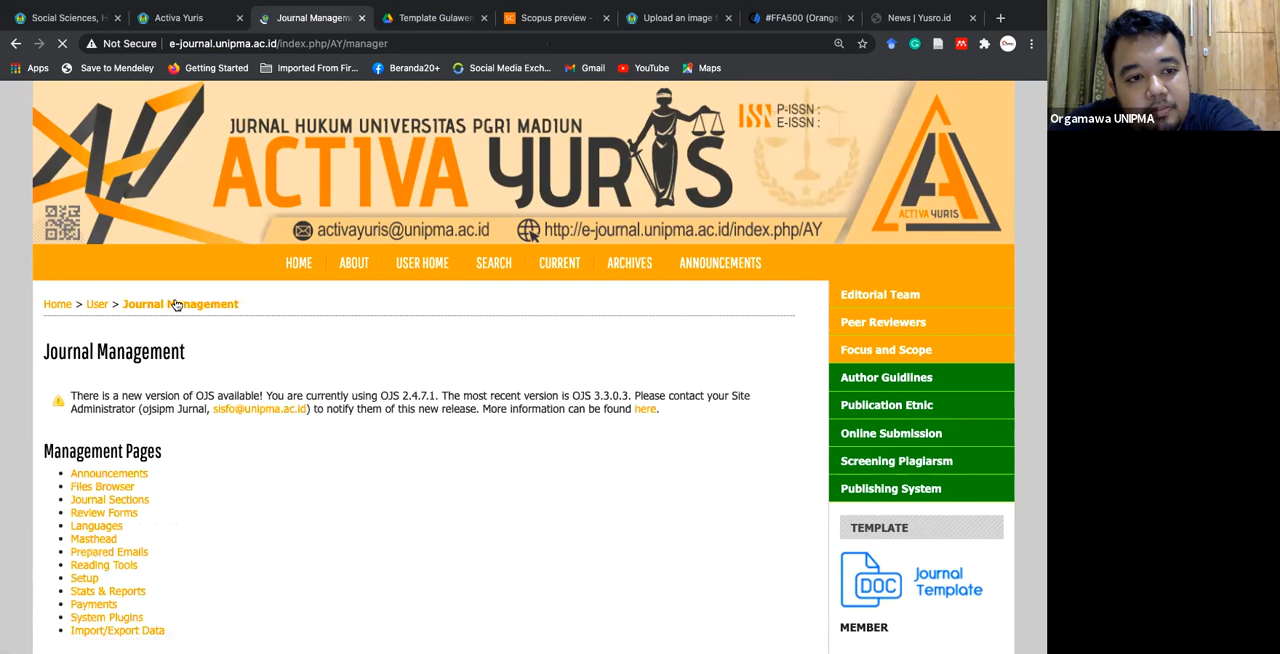 Social Sciences, H
Activa Yuris
Journal Managem
Template Gulawen
Scopus preview -
Upload an image f
#FFA500 (Orange
News | Yusro.id
Not Secure
e-journal.unipma.ac.id/index.php/AY/manager
Apps
Save to Mendeley
Getting Started
Imported From Fir...
Beranda20+
Social Media Exch...
Gmail
YouTube
Maps
Orgamawa UNIPMA
JURNAL HUKUM UNIVERSITAS PGRI MADIUN
ACTIVA YURIS
ISSN
P-ISSN :
E-ISSN :
ACTIVA YURIS
activayuris@unipma.ac.id
http://e-journal.unipma.ac.id/index.php/AY
HOME ABOUT USER HOME SEARCH CURRENT ARCHIVES ANNOUNCEMENTS
Home > User > Journal Management
Journal Management
There is a new version of OJS available! You are currently using OJS 2.4.7.1. The most recent version is OJS 3.3.0.3. Please contact your Site
Administrator (ojsipm Jurnal, sisfo@unipma.ac.id) to notify them of this new release. More information can be found here.
Management Pages
Announcements
Files Browser
Journal Sections
Review Forms
Languages
Masthead
Prepared Emails
Reading Tools
Setup
Stats & Reports
Payments
System Plugins
Import/Export Data
Editorial Team
Peer Reviewers
Focus and Scope
Author Guidlines
Publication Etnic
Online Submission
Screening Plagiarsm
Publishing System
TEMPLATE
DOC
Journal
Template
MEMBER